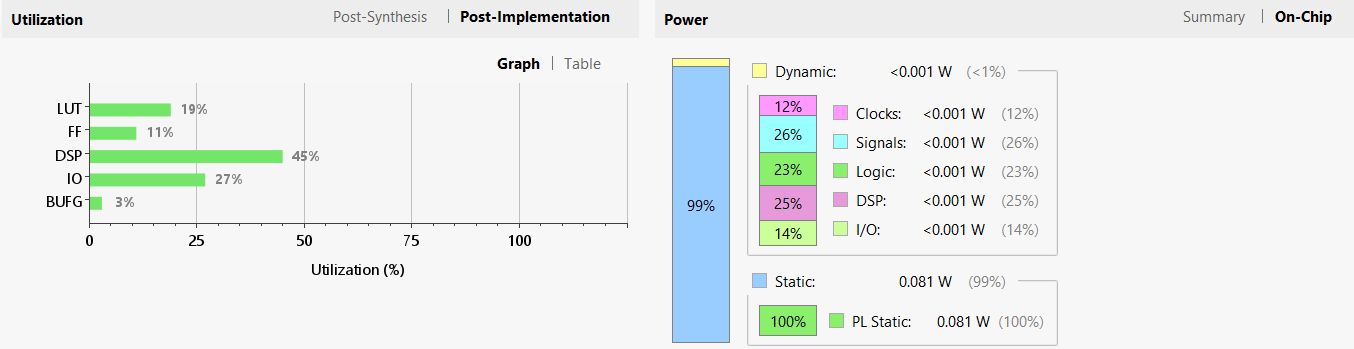 Utilization
Post-Synthesis | Post-Implementation
Graph | Table
LUT 19%
FF 11%
DSP 45%
IO 27%
BUFG 3%
0 25 50 75 100
Utilization (%)
Power
Summary | On-Chip
99%
Dynamic: <0.001 W (<1%)
12% Clocks: <0.001 W (12%)
26% Signals: <0.001 W (26%)
23% Logic: <0.001 W (23%)
25% DSP: <0.001 W (25%)
14% I/O: <0.001 W (14%)
Static: 0.081 W (99%)
100% PL Static: 0.081 W (100%)